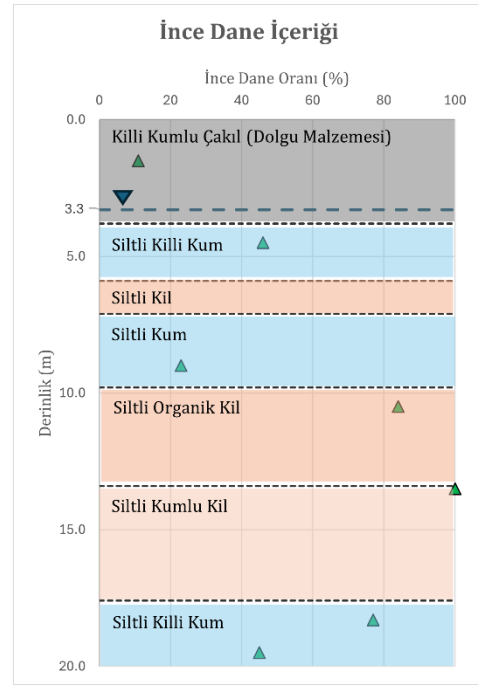 İnce Dane İçeriği
İnce Dane Oranı (%)
0 20 40 60 80 100
0.0
Killi Kumlu Çakıl (Dolgu Malzemesi)
3.3
Siltli Killi Kum
5.0
Siltli Kil
Siltli Kum
Derinlik (m)
10.0
Siltli Organik Kil
Siltli Kumlu Kil
15.0
Siltli Killi Kum
20.0